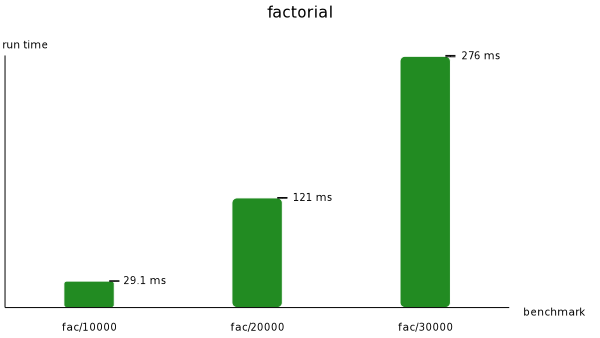 factorial
run time
276 ms
121 ms
29.1 ms
benchmark
fac/10000
fac/20000
fac/30000